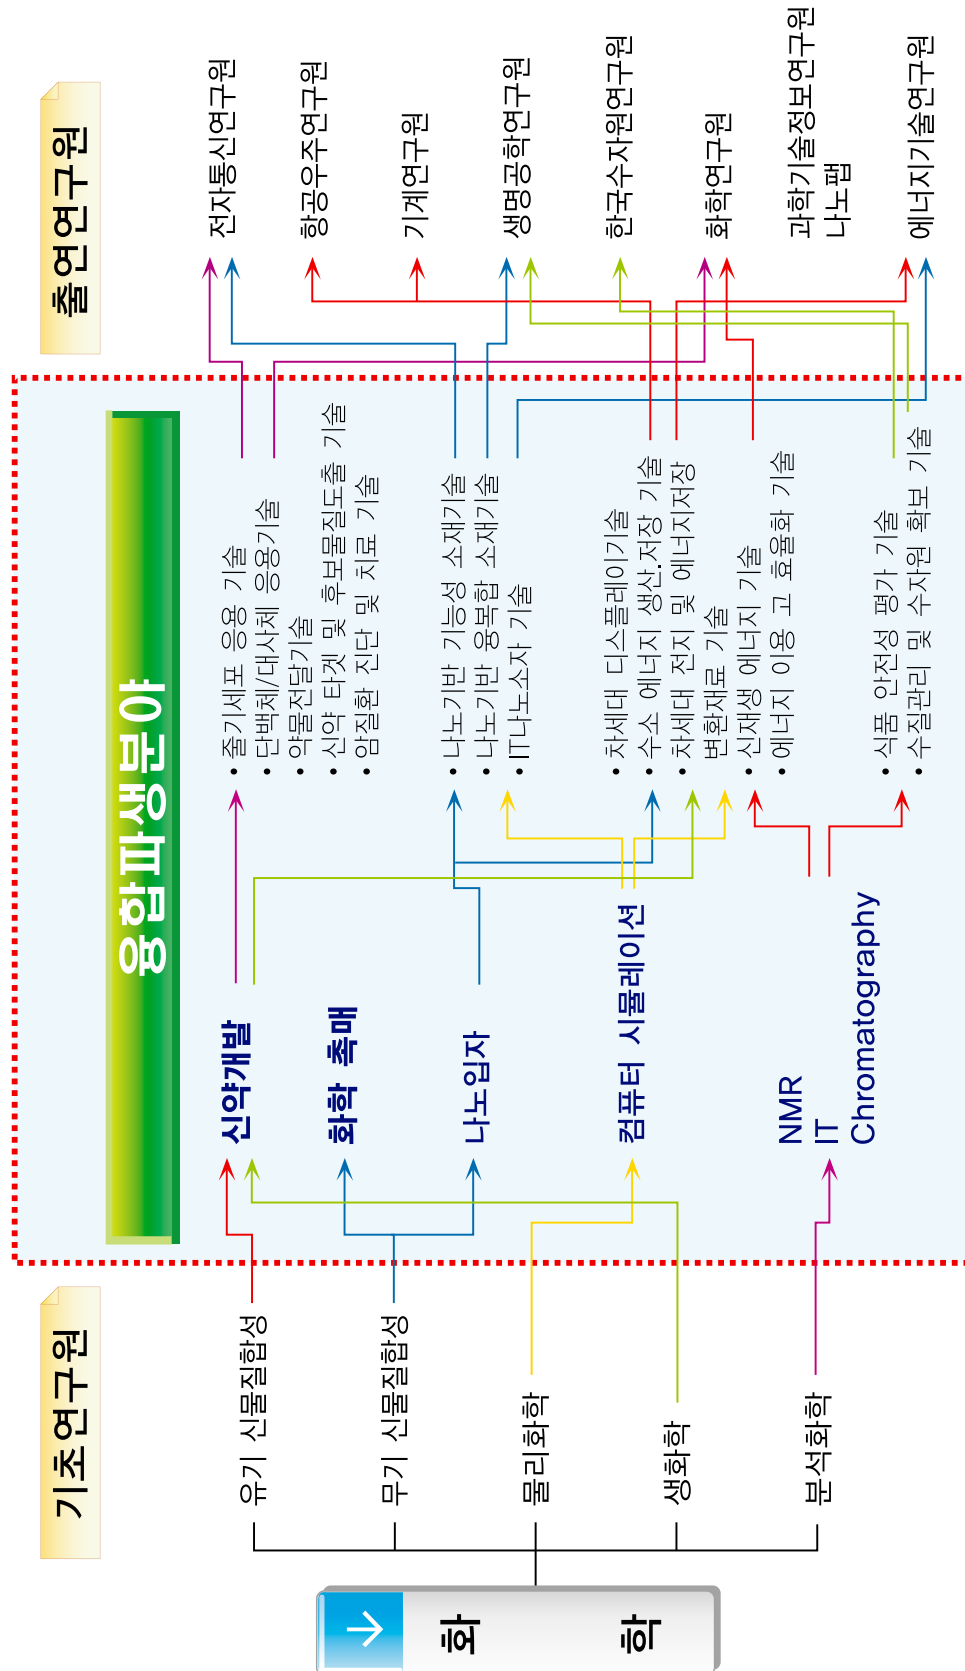 기초연구원
융합파생분야
출연연구원
화 학
유기 신물질합성
무기 신물질합성
물리화학
생화학
분석화학
신약개발
화학 촉매
나노입자
컴퓨터 시뮬레이션
NMR
IT
Chromatography
• 줄기세포 응용 기술
• 단백체/대사체 응용기술
• 약물전달기술
• 신약 타겟 및 후보물질도출 기술
• 암질환 진단 및 치료 기술
• 나노기반 기능성 소재기술
• 나노기반 융복합 소재기술
• IT나노소자 기술
• 차세대 디스플레이기술
• 수소 에너지 생산.저장 기술
• 차세대 전지 및 에너지저장
변환재료 기술
• 신재생 에너지 기술
• 에너지 이용 고 효율화 기술
• 식품 안전성 평가 기술
• 수질관리 및 수자원 확보 기술
전자통신연구원
항공우주연구원
기계연구원
생명공학연구원
한국수자원연구원
화학연구원
과학기술정보연구원
나노팹
에너지기술연구원